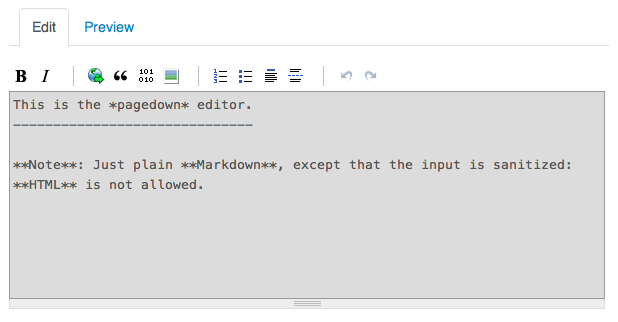 Edit Preview
B I “ 101 010
This is the *pagedown* editor.
------------------------------
**Note**: Just plain **Markdown**, except that the input is sanitized:
**HTML** is not allowed.